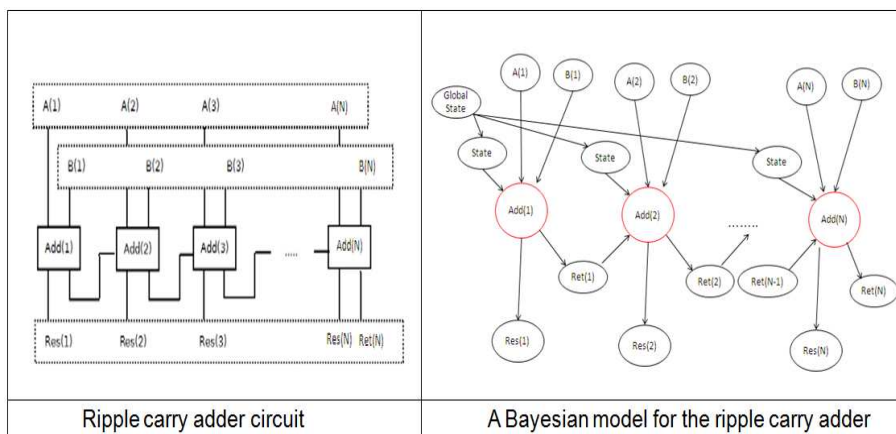 A(1) A(2) A(3) A(N)
B(1) B(2) B(3) B(N)
Add(1) Add(2) Add(3) ..... Add(N)
Res(1) Res(2) Res(3) Res(N) Ret(N)
Ripple carry adder circuit
A(1) B(1) A(2) B(2) A(N) B(N)
Global
State
State State State
Add(1) Add(2) ........ Add(N)
Ret(1) Ret(2) Ret(N-1) Ret(N)
Res(1) Res(2) Res(N)
A Bayesian model for the ripple carry adder